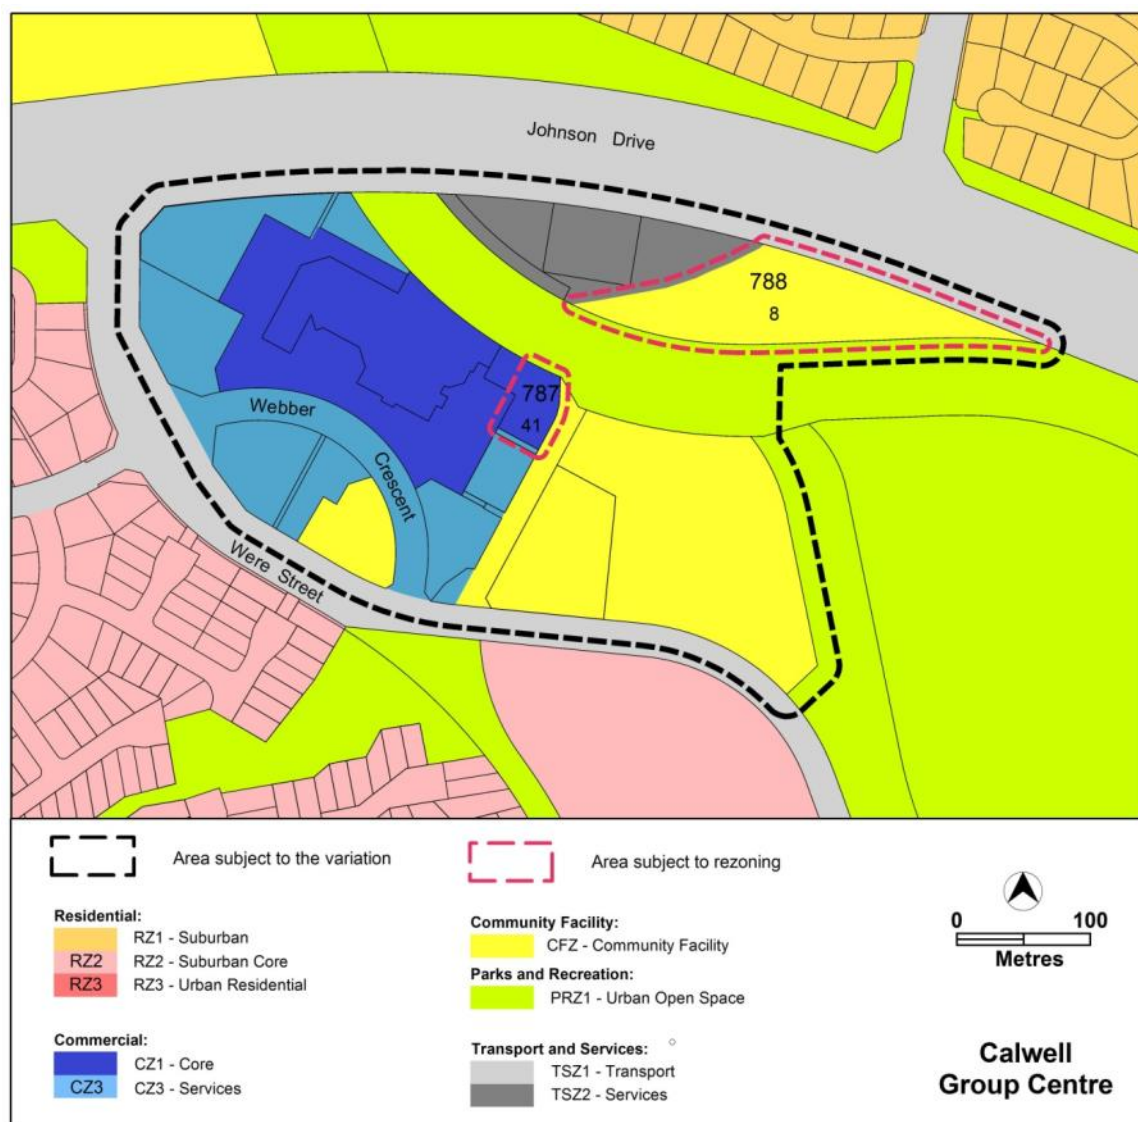 Johnson Drive
788
8
787
41
Webber
Crescent
Were Street
Area subject to the variation
Area subject to rezoning
Residential:
RZ1 - Suburban
RZ2
RZ2 - Suburban Core
RZ3
RZ3 - Urban Residential
Commercial:
CZ1 - Core
CZ3
CZ3 - Services
Community Facility:
CFZ - Community Facility
Parks and Recreation:
PRZ1 - Urban Open Space
Transport and Services:
TSZ1 - Transport
TSZ2 - Services
0 100
Metres
Calwell
Group Centre